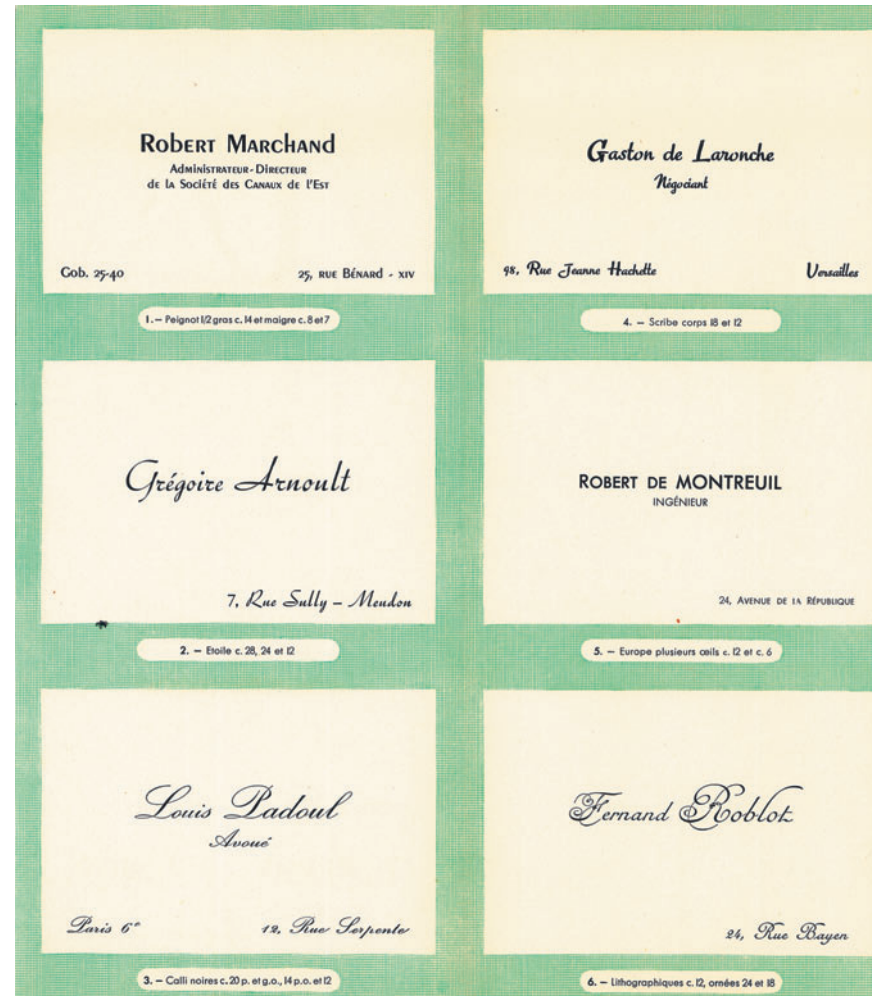 Robert Marchand
Administrateur-Directeur
de la Société des Canaux de l'Est
Gob. 25-40
25, rue Bénard - xiv
1. – Peignot 1/2 gras c. 14 et maigre c. 8 et 7
Grégoire Arnoult
7, Rue Sully – Meudon
2. – Etoile c. 28, 24 et 12
Louis Padoul
Avoué
Paris 6e
12, Rue Serpente
3. – Calli noires c. 20 p. et g.o., 14 p.o. et 12
Gaston de Laronche
Négociant
98, Rue Jeanne Hachette
Versailles
4. – Scribe corps 18 et 12
Robert de MONTREUIL
INGÉNIEUR
24, Avenue de la République
5. – Europe plusieurs œils c. 12 et c. 6
Fernand Roblot
24, Rue Bayen
6. – Lithographiques c. 12, ornées 24 et 18